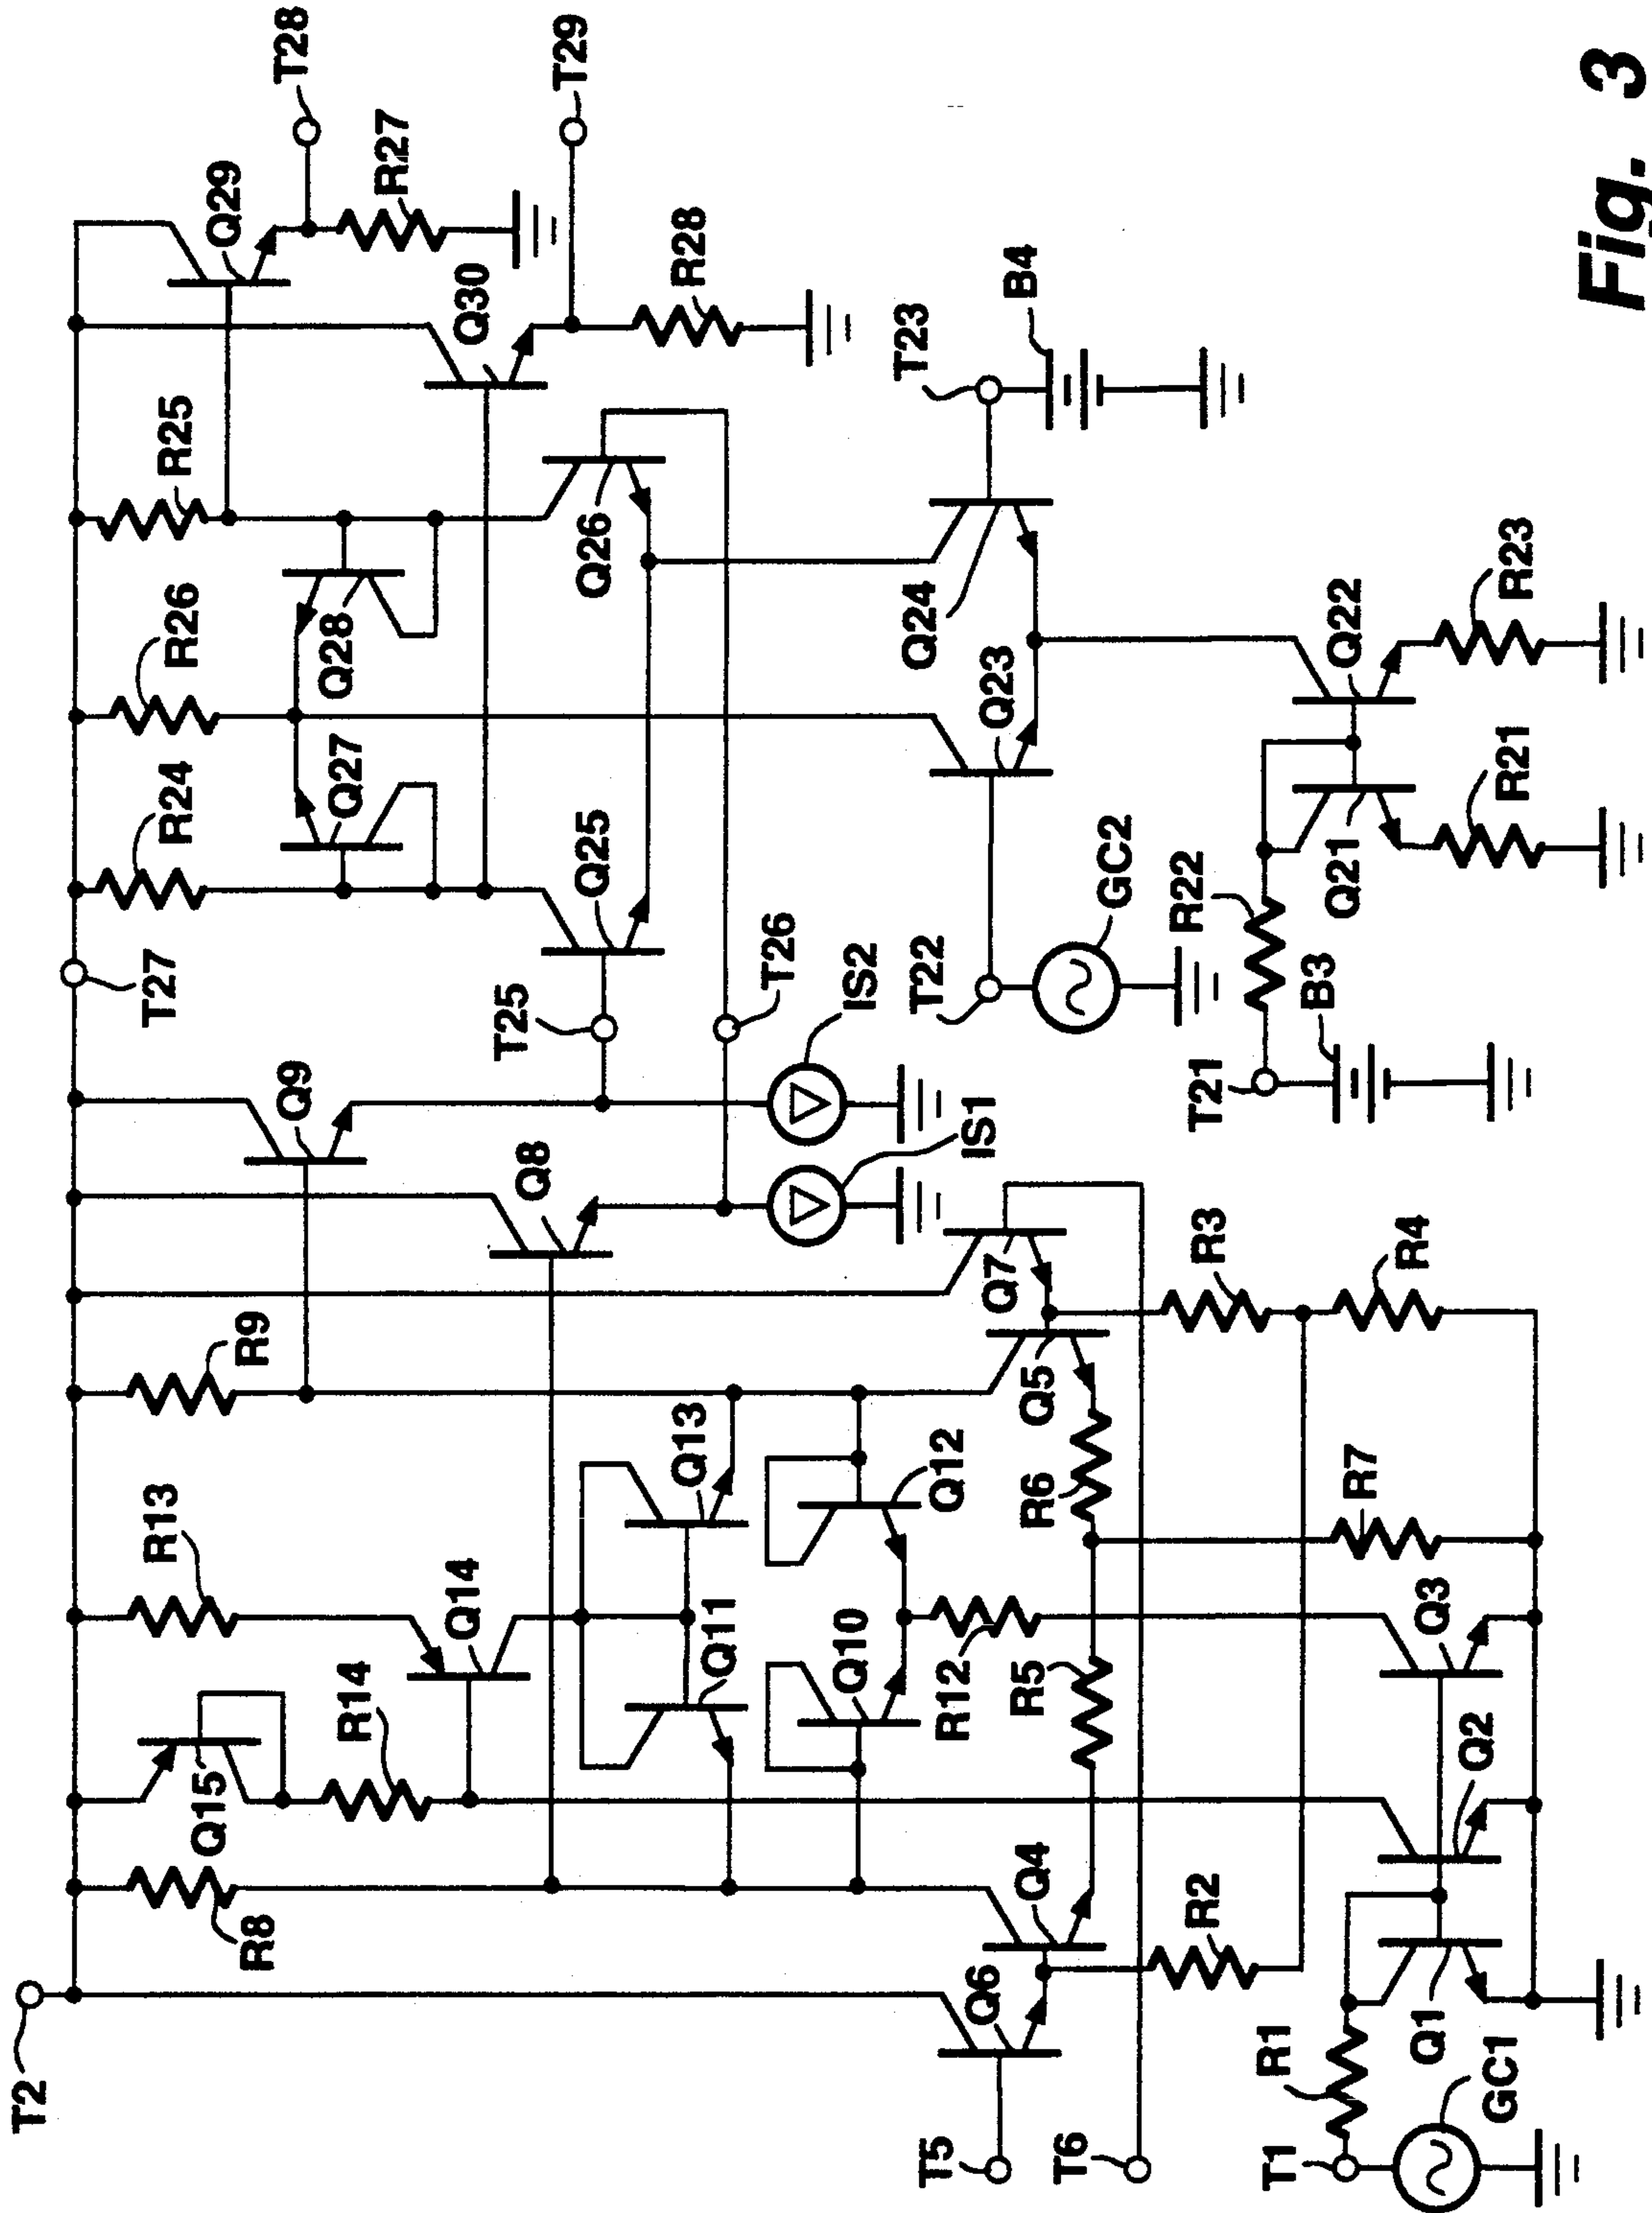 T28
T29
Q29
R27
Q30
R28
R25
T23
B4
Q26
R26
Q28
Q24
R23
Q22
Q23
R24
Q27
Q25
R21
Q21
R22
GC2
T27
T25
T26
IS2
T22
B3
T21
Q9
Q8
IS1
R9
Q7
R3
R4
Q5
R13
Q13
Q12
R6
R7
Q14
Q11
Q10
R12
R5
Q3
R14
Q15
Q2
R8
Q4
R2
T2
Q6
R1
Q1
GC1
T5
T6
T1
Fig. 3